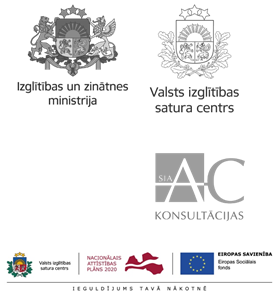 Izglītības un zinātnes
ministrija
Valsts izglītības
satura centrs
SIA
AC
KONSULTĀCIJAS
Valsts izglītības
satura centrs
NACIONĀLAIS
ATTĪSTĪBAS
PLĀNS 2020
EIROPAS SAVIENĪBA
Eiropas Sociālais
fonds
IEGULDĪJUMS TAVĀ NĀKOTNĒ